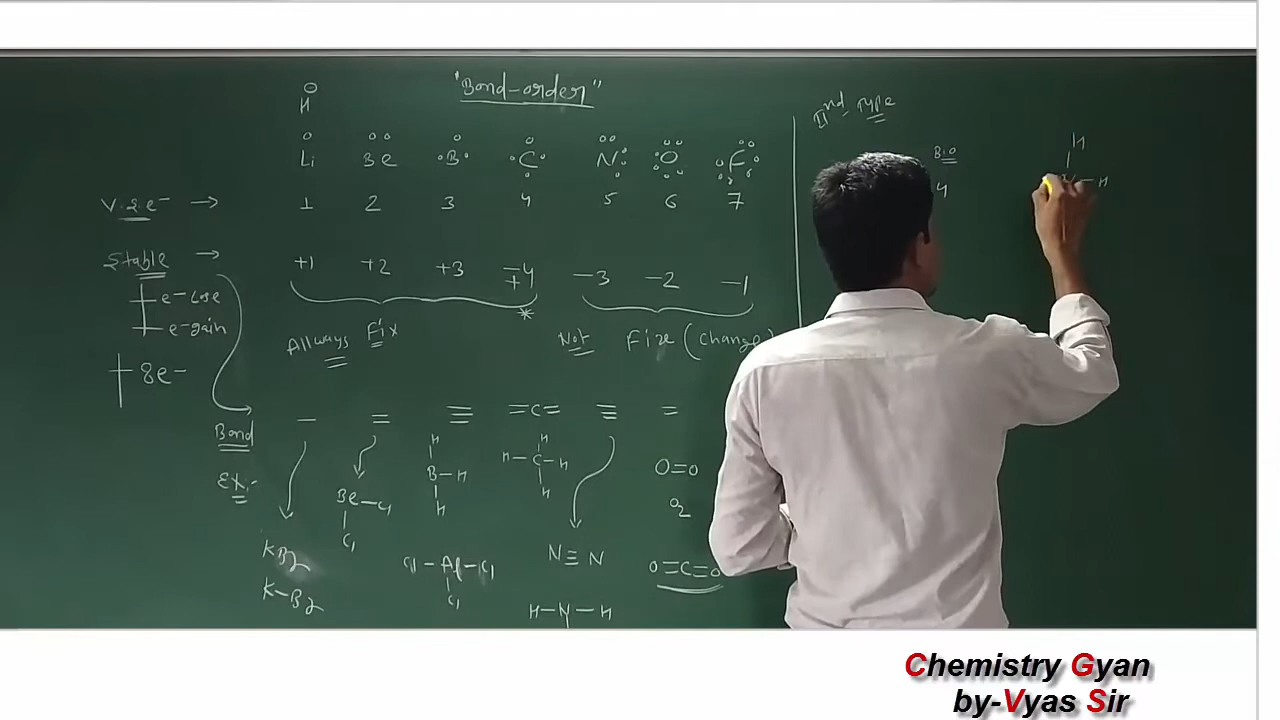 "Bond-order"
H
Li Be B C N O F
V.S.e- → 1 2 3 4 5 6 7
Stable → +1 +2 +3 ∓4 -3 -2 -1
e- Lose
e- gain
8e-
Allways Fix
*
Not Fixe (change)
Bond — = ≡ =C= ≡ =
Ex:-
Be-Cl
Cl
H
B-H
H
H
H-C-H
H
O=O
O2
KBr
K-Br
Cl-Al-Cl
Cl
N≡N
H-N-H
O=C=O
IInd Type
B.O
4
H
H
Chemistry Gyan
by-Vyas Sir